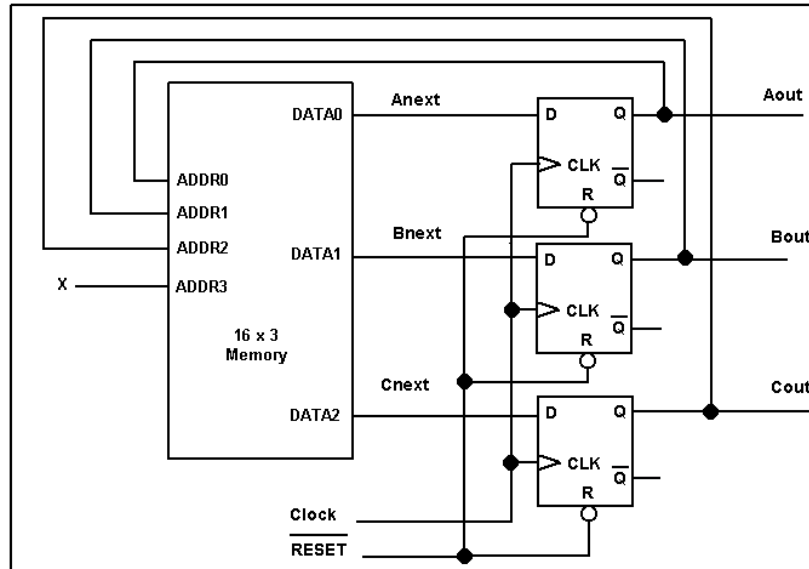 Anext
Aout
DATA0
D
Q
CLK
Q
R
ADDR0
ADDR1
ADDR2
ADDR3
X
Bnext
Bout
DATA1
D
Q
CLK
Q
R
16 x 3
Memory
Cnext
Cout
DATA2
D
Q
CLK
Q
R
Clock
RESET